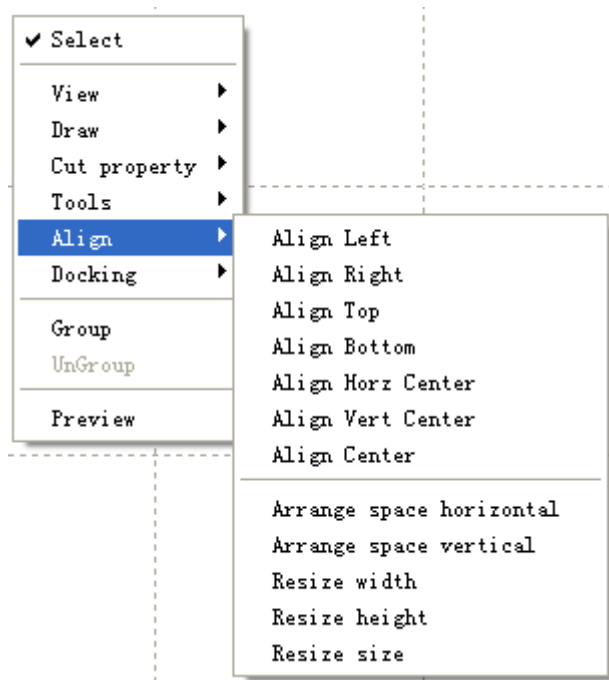 Select
View
Draw
Cut property
Tools
Align
Docking
Group
UnGroup
Preview
Align Left
Align Right
Align Top
Align Bottom
Align Horz Center
Align Vert Center
Align Center
Arrange space horizontal
Arrange space vertical
Resize width
Resize height
Resize size